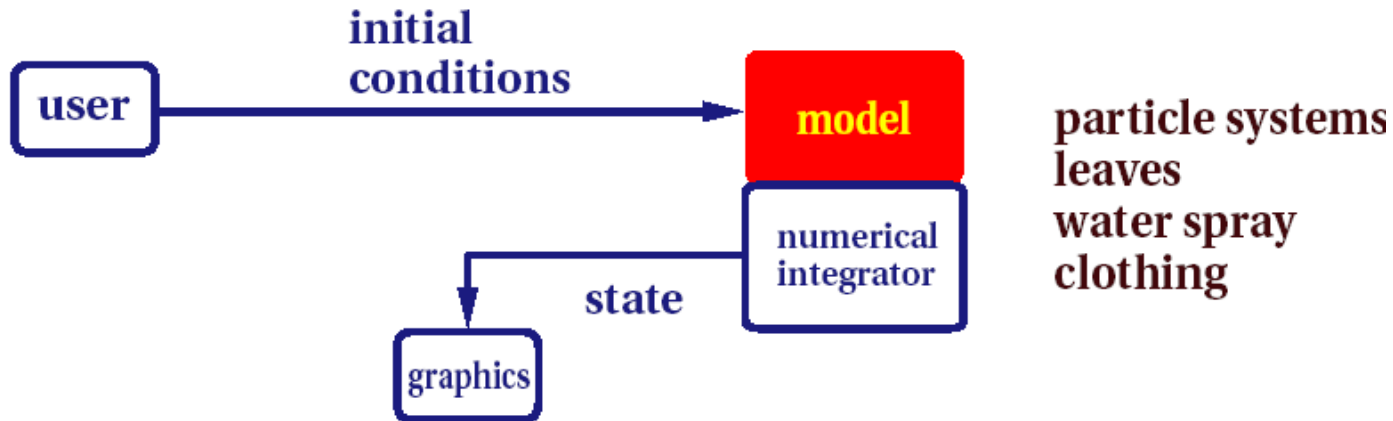 initial
conditions
user
model
particle systems
leaves
water spray
clothing
numerical
integrator
state
graphics